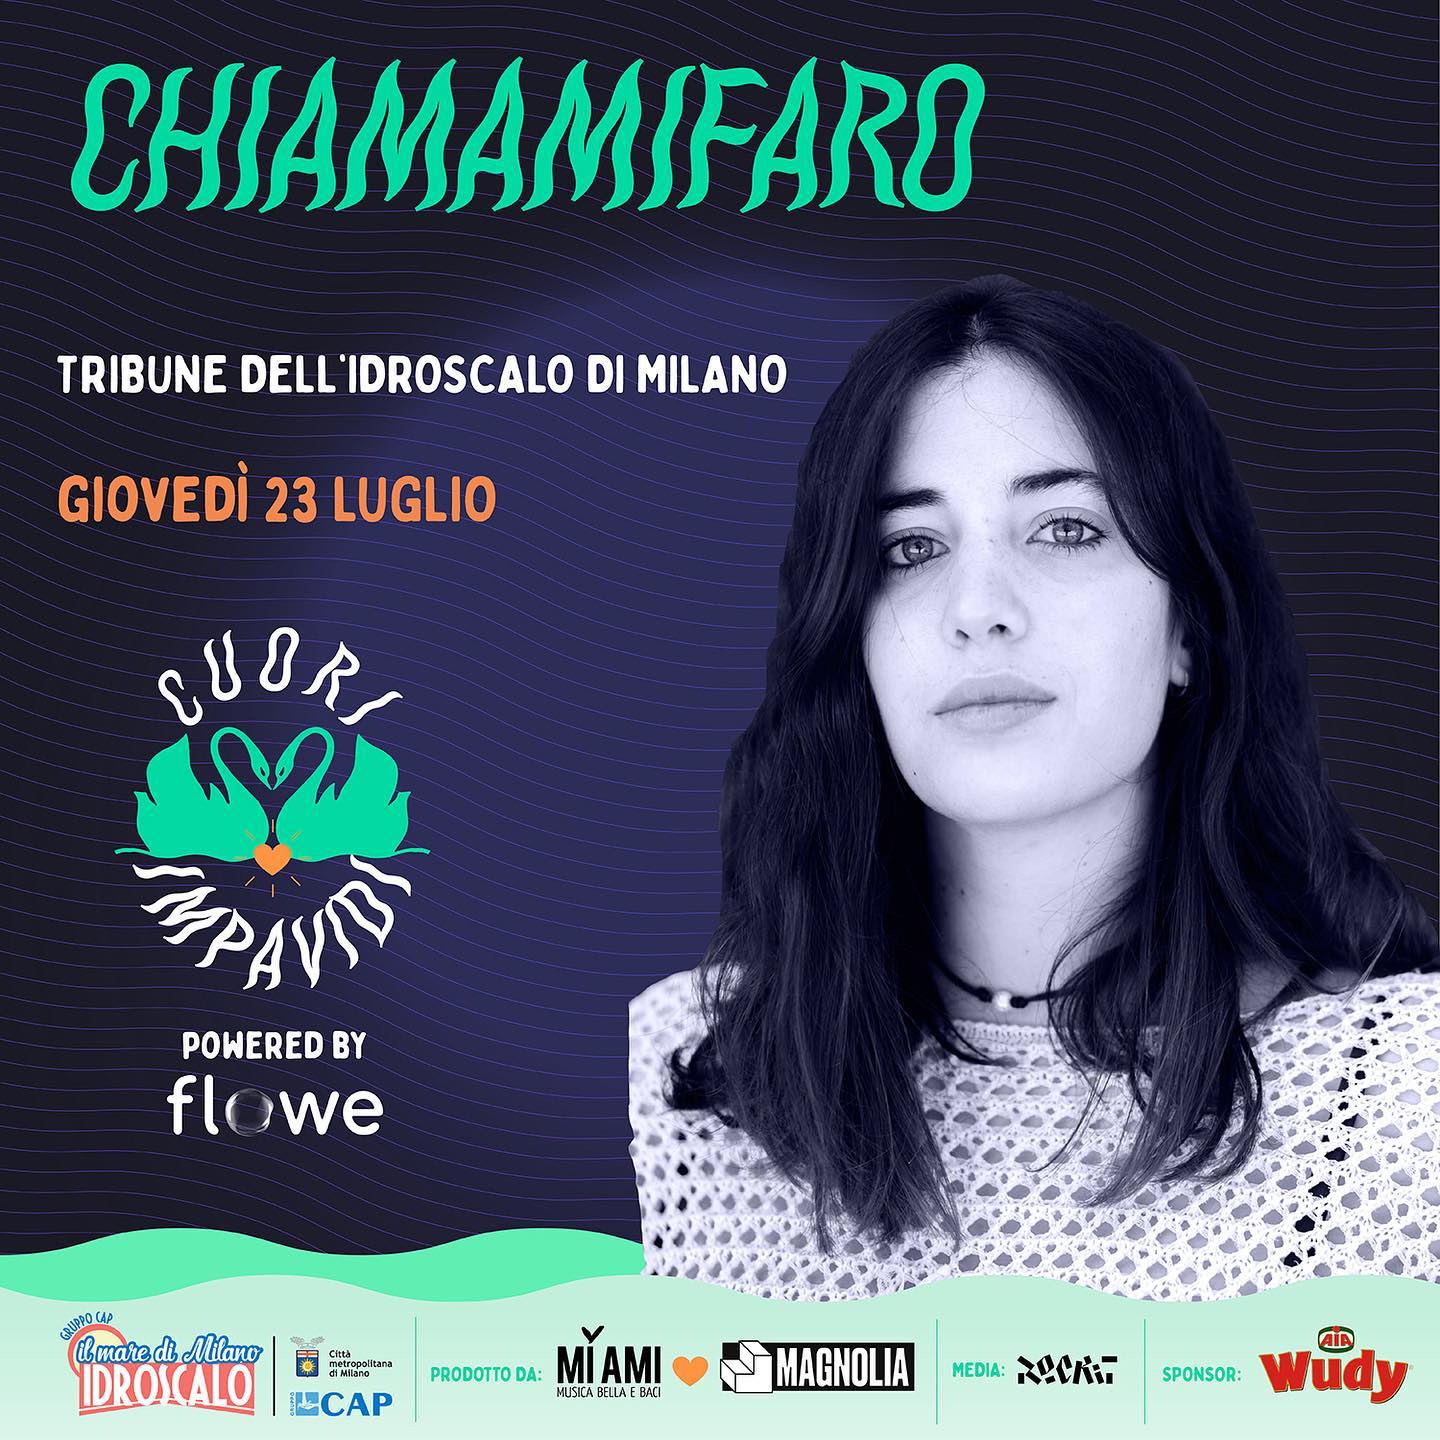 CHIAMAMIFARO
TRIBUNE DELL'IDROSCALO DI MILANO
GIOVEDÌ 23 LUGLIO
CUORI
IMPAVIDI
POWERED BY
flowe
GRUPPO CAP
il mare di Milano
IDROSCALO
Città
metropolitana
di Milano
GRUPPO CAP
PRODOTTO DA:
MI AMI
MUSICA BELLA E BACI
MAGNOLIA
MEDIA:
ROCKIT
SPONSOR:
AIA
Wudy